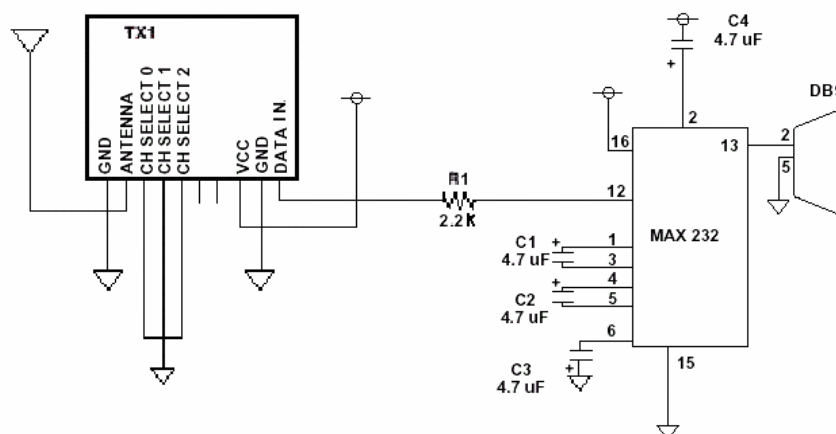 TX1
GND
ANTENNA
CH SELECT 0
CH SELECT 1
CH SELECT 2
VCC
GND
DATA IN
R1
2.2K
C4
4.7 uF
+
2
16
13
12
MAX 232
1
3
4
5
6
15
C1
4.7 uF
+
C2
4.7 uF
+
C3
4.7 uF
+
DB9
2
5